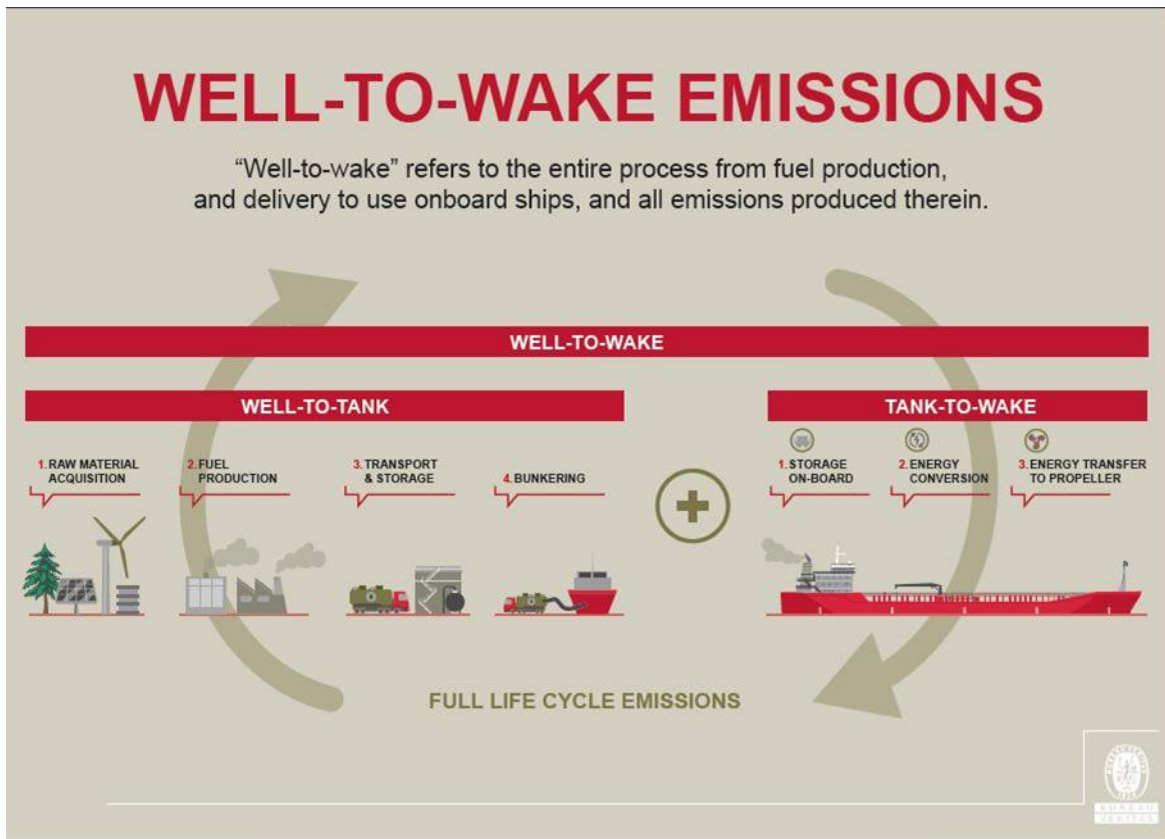 WELL-TO-WAKE EMISSIONS
“Well-to-wake” refers to the entire process from fuel production,
and delivery to use onboard ships, and all emissions produced therein.
WELL-TO-WAKE
WELL-TO-TANK
1. RAW MATERIAL
ACQUISITION
2. FUEL
PRODUCTION
3. TRANSPORT
& STORAGE
4. BUNKERING
TANK-TO-WAKE
1. STORAGE
ON-BOARD
2. ENERGY
CONVERSION
3. ENERGY TRANSFER
TO PROPELLER
FULL LIFE CYCLE EMISSIONS
BUREAU
VERITAS